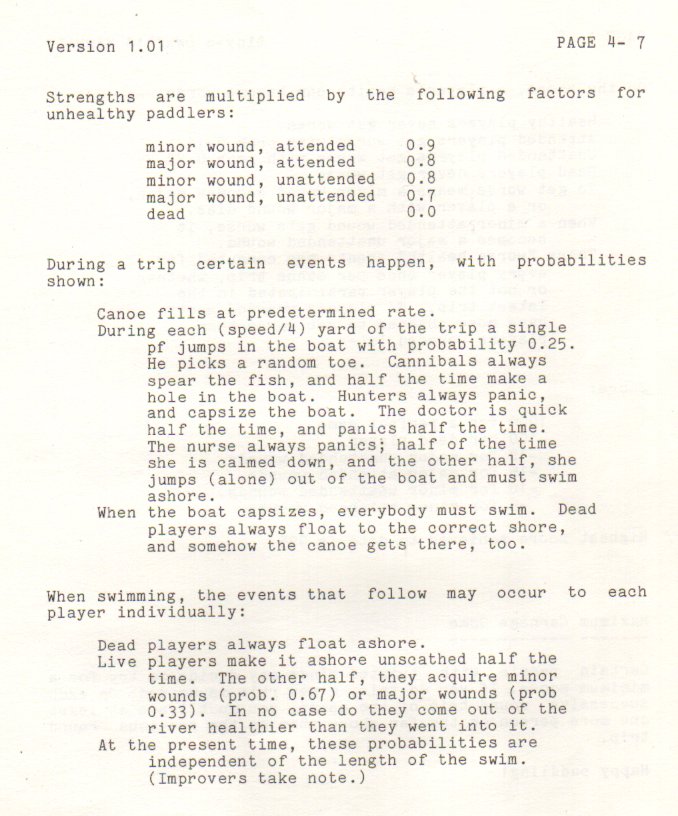 Version 1.01 PAGE 4- 7
Strengths are multiplied by the following factors for
unhealthy paddlers:
minor wound, attended 0.9
major wound, attended 0.8
minor wound, unattended 0.8
major wound, unattended 0.7
dead 0.0
During a trip certain events happen, with probabilities
shown:
Canoe fills at predetermined rate.
During each (speed/4) yard of the trip a single
pf jumps in the boat with probability 0.25.
He picks a random toe. Cannibals always
spear the fish, and half the time make a
hole in the boat. Hunters always panic,
and capsize the boat. The doctor is quick
half the time, and panics half the time.
The nurse always panics; half of the time
she is calmed down, and the other half, she
jumps (alone) out of the boat and must swim
ashore.
When the boat capsizes, everybody must swim. Dead
players always float to the correct shore,
and somehow the canoe gets there, too.
When swimming, the events that follow may occur to each
player individually:
Dead players always float ashore.
Live players make it ashore unscathed half the
time. The other half, they acquire minor
wounds (prob. 0.67) or major wounds (prob
0.33). In no case do they come out of the
river healthier than they went into it.
At the present time, these probabilities are
independent of the length of the swim.
(Improvers take note.)